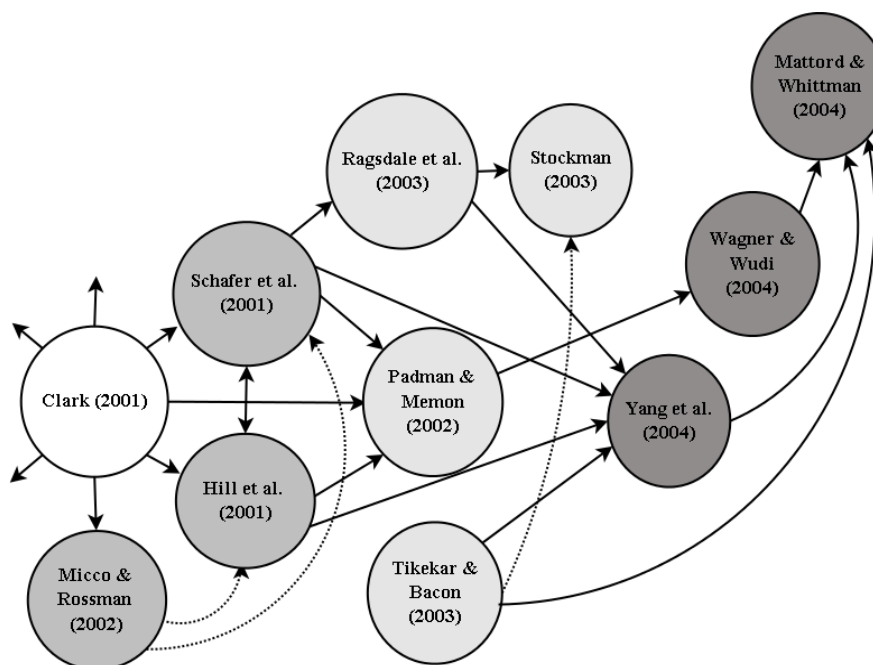 Mattord &
Whittman
(2004)
Ragsdale et al.
(2003)
Stockman
(2003)
Wagner &
Wudi
(2004)
Schafer et al.
(2001)
Clark (2001)
Padman &
Memon
(2002)
Yang et al.
(2004)
Hill et al.
(2001)
Micco &
Rossman
(2002)
Tikekar &
Bacon
(2003)